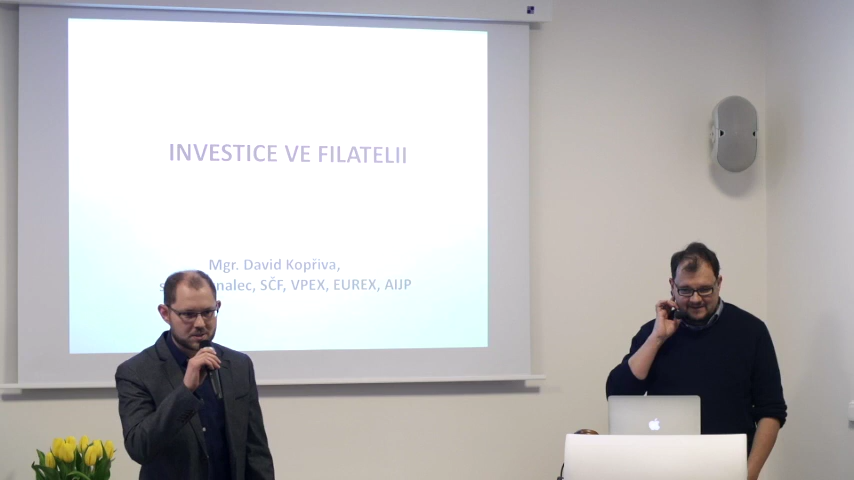 INVESTICE VE FILATELII
Mgr. David Kopřiva,
SČF, VPEX, EUREX, AIJP